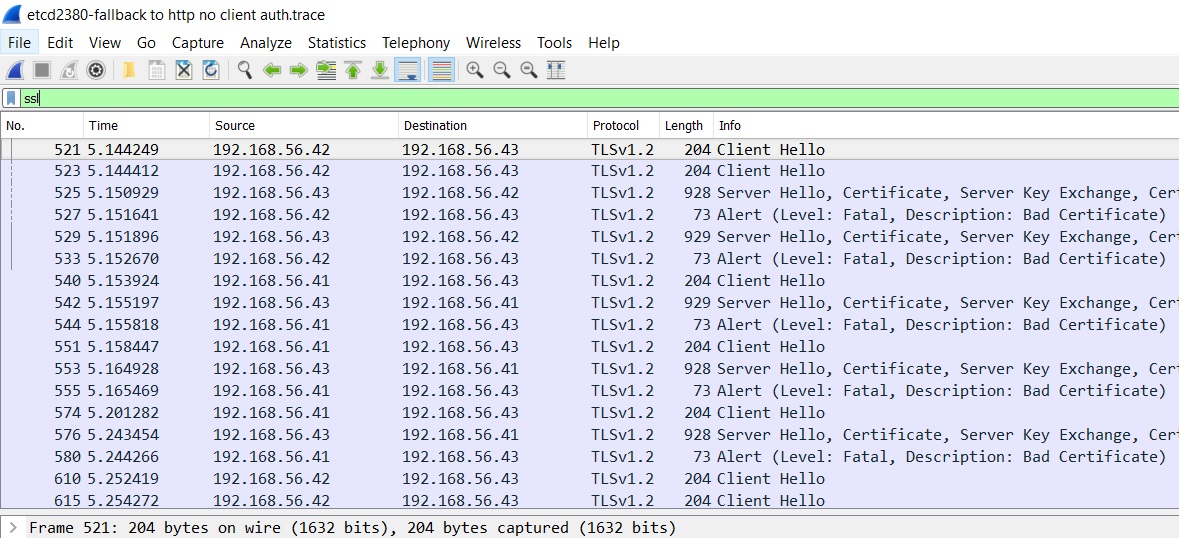 etcd2380-fallback to http no client auth.trace
File Edit View Go Capture Analyze Statistics Telephony Wireless Tools Help
ssl
No. Time Source Destination Protocol Length Info
521 5.144249 192.168.56.42 192.168.56.43 TLSv1.2 204 Client Hello
523 5.144412 192.168.56.42 192.168.56.43 TLSv1.2 204 Client Hello
525 5.150929 192.168.56.43 192.168.56.42 TLSv1.2 928 Server Hello, Certificate, Server Key Exchange, Cer
527 5.151641 192.168.56.42 192.168.56.43 TLSv1.2 73 Alert (Level: Fatal, Description: Bad Certificate)
529 5.151896 192.168.56.43 192.168.56.42 TLSv1.2 929 Server Hello, Certificate, Server Key Exchange, Cer
533 5.152670 192.168.56.42 192.168.56.43 TLSv1.2 73 Alert (Level: Fatal, Description: Bad Certificate)
540 5.153924 192.168.56.41 192.168.56.43 TLSv1.2 204 Client Hello
542 5.155197 192.168.56.43 192.168.56.41 TLSv1.2 929 Server Hello, Certificate, Server Key Exchange, Cer
544 5.155818 192.168.56.41 192.168.56.43 TLSv1.2 73 Alert (Level: Fatal, Description: Bad Certificate)
551 5.158447 192.168.56.41 192.168.56.43 TLSv1.2 204 Client Hello
553 5.164928 192.168.56.43 192.168.56.41 TLSv1.2 928 Server Hello, Certificate, Server Key Exchange, Cer
555 5.165469 192.168.56.41 192.168.56.43 TLSv1.2 73 Alert (Level: Fatal, Description: Bad Certificate)
574 5.201282 192.168.56.41 192.168.56.43 TLSv1.2 204 Client Hello
576 5.243454 192.168.56.43 192.168.56.41 TLSv1.2 928 Server Hello, Certificate, Server Key Exchange, Cer
580 5.244266 192.168.56.41 192.168.56.43 TLSv1.2 73 Alert (Level: Fatal, Description: Bad Certificate)
610 5.252419 192.168.56.42 192.168.56.43 TLSv1.2 204 Client Hello
615 5.254272 192.168.56.42 192.168.56.43 TLSv1.2 204 Client Hello
Frame 521: 204 bytes on wire (1632 bits), 204 bytes captured (1632 bits)